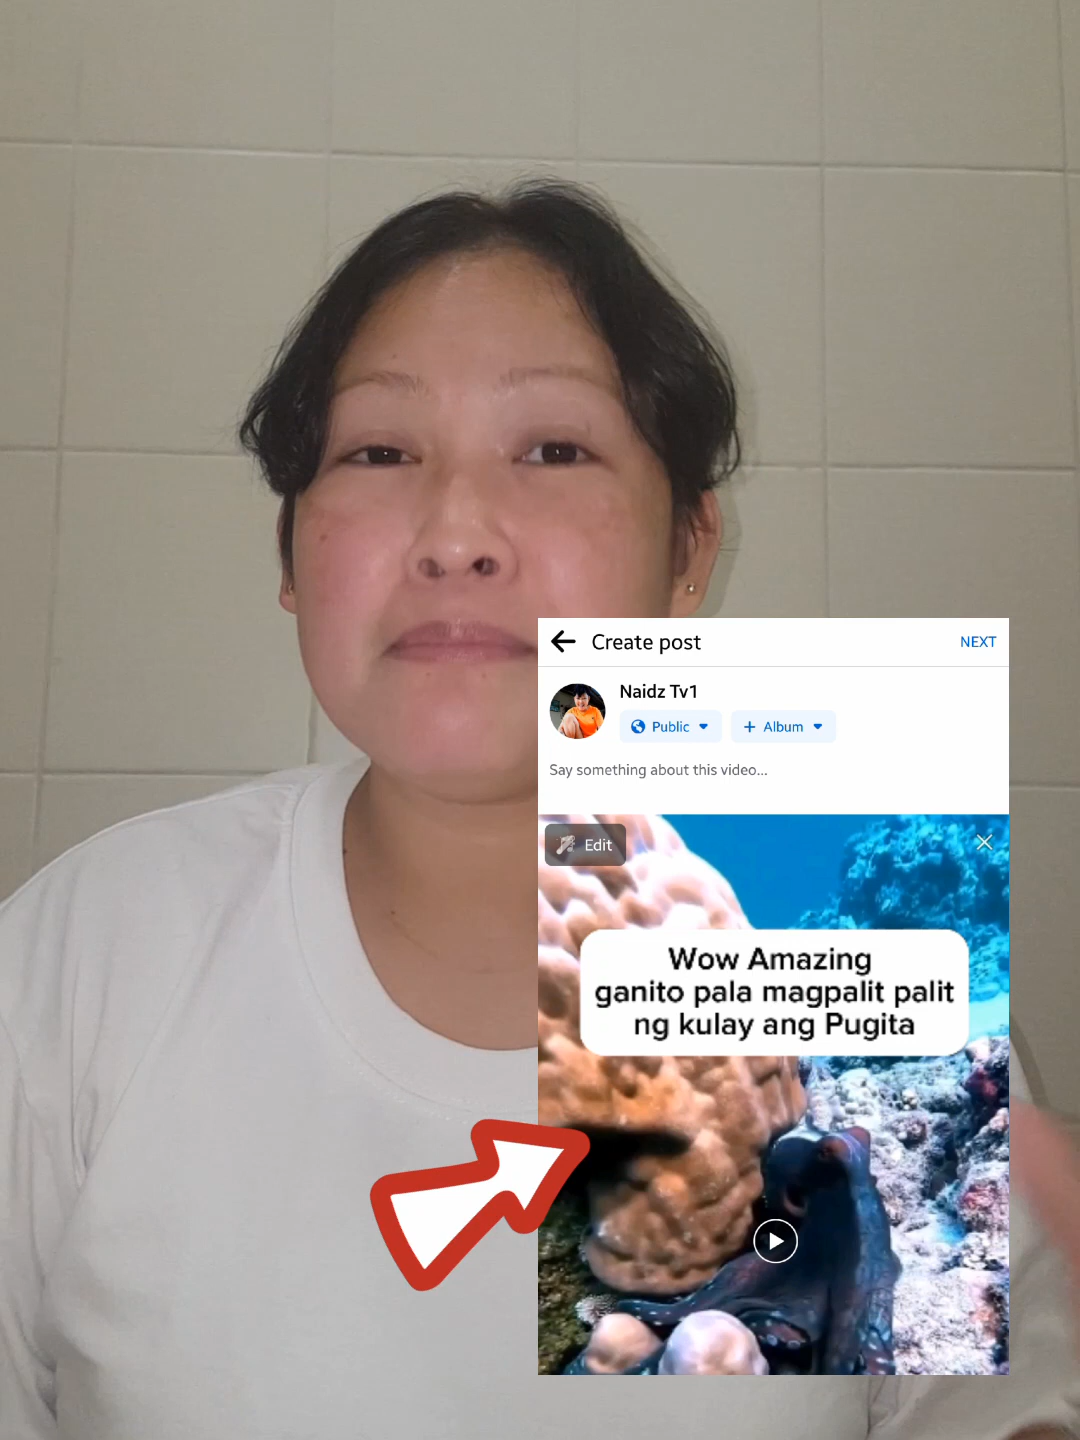 Create post
NEXT
Naidz Tv1
Public
+ Album
Say something about this video...
Edit
Wow Amazing
ganito pala magpalit palit
ng kulay ang Pugita